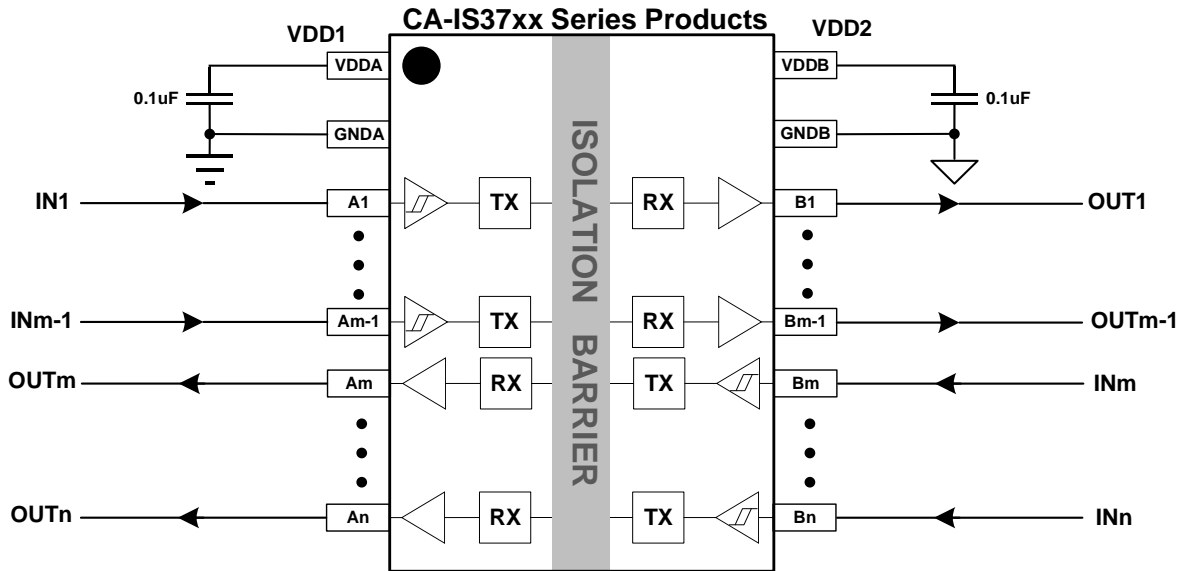 CA-IS37xx Series Products
VDD1
VDD2
VDDA
VDDB
0.1uF
0.1uF
GNDA
GNDB
ISOLATION BARRIER
IN1
A1
TX
RX
B1
OUT1
INm-1
Am-1
TX
RX
Bm-1
OUTm-1
OUTm
Am
RX
TX
Bm
INm
OUTn
An
RX
TX
Bn
INn